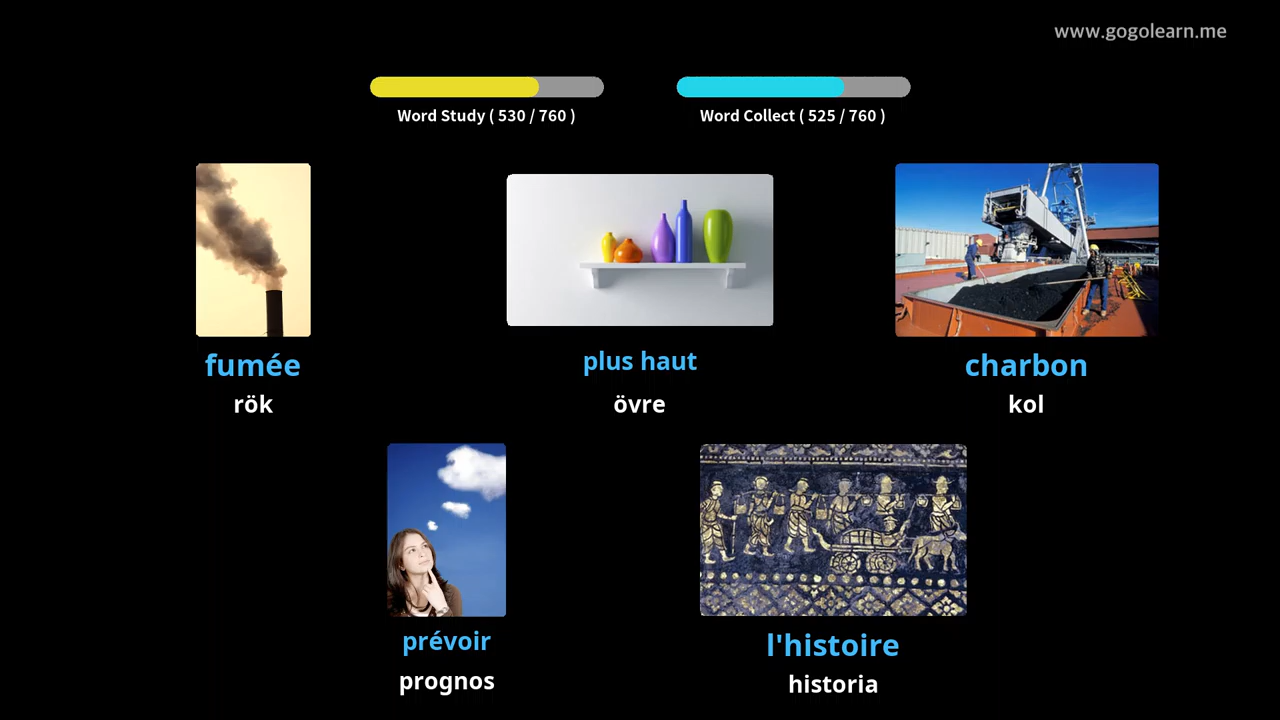 www.gogolearn.me
Word Study ( 530 / 760 )
Word Collect ( 525 / 760 )
fumée
rök
plus haut
övre
charbon
kol
prévoir
prognos
l'histoire
historia